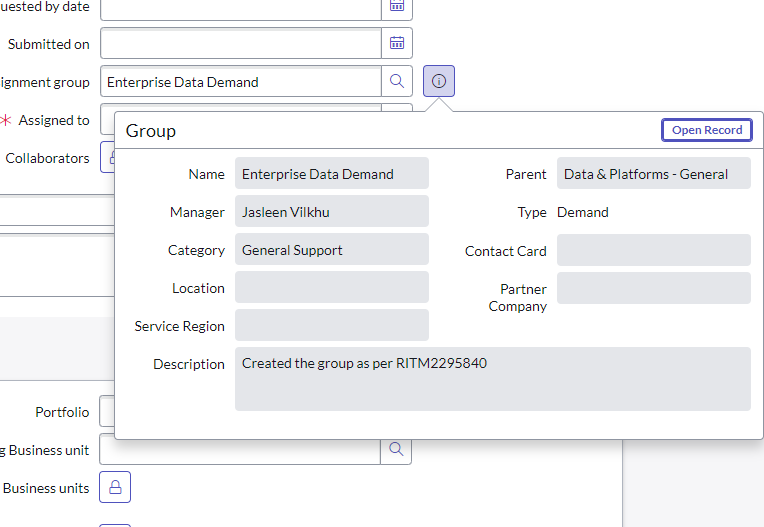 uested by date
Submitted on
ignment group Enterprise Data Demand
Assigned to
Collaborators
Group Open Record
Name Enterprise Data Demand Parent Data & Platforms - General
Manager Jasleen Vilkhu Type Demand
Category General Support Contact Card
Location Partner
Company
Service Region
Description Created the group as per RITM2295840
Portfolio
g Business unit
Business units